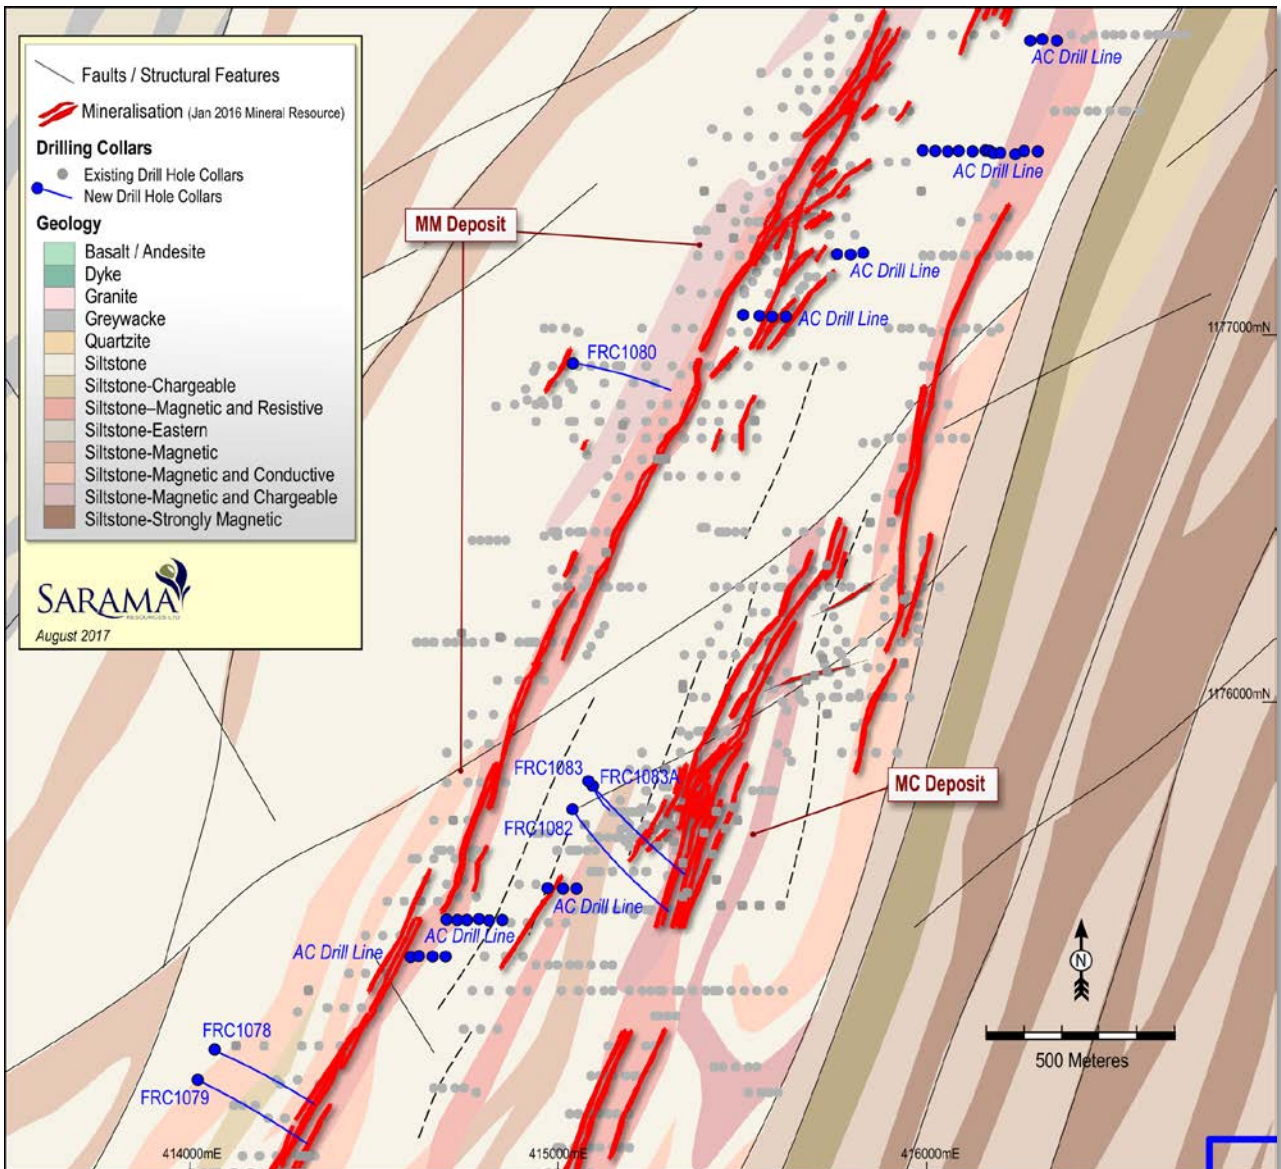 Faults / Structural Features
Mineralisation (Jan 2016 Mineral Resource)
Drilling Collars
Existing Drill Hole Collars
New Drill Hole Collars
Geology
Basalt / Andesite
Dyke
Granite
Greywacke
Quartzite
Siltstone
Siltstone-Chargeable
Siltstone–Magnetic and Resistive
Siltstone-Eastern
Siltstone-Magnetic
Siltstone-Magnetic and Conductive
Siltstone-Magnetic and Chargeable
Siltstone-Strongly Magnetic
SARAMA
RESOURCES LTD
August 2017
AC Drill Line
AC Drill Line
MM Deposit
AC Drill Line
AC Drill Line
1177000mN
FRC1080
1176000mN
FRC1083
FRC1083A
MC Deposit
FRC1082
AC Drill Line
AC Drill Line
AC Drill Line
N
FRC1078
500 Meteres
FRC1079
414000mE
415000mE
416000mE